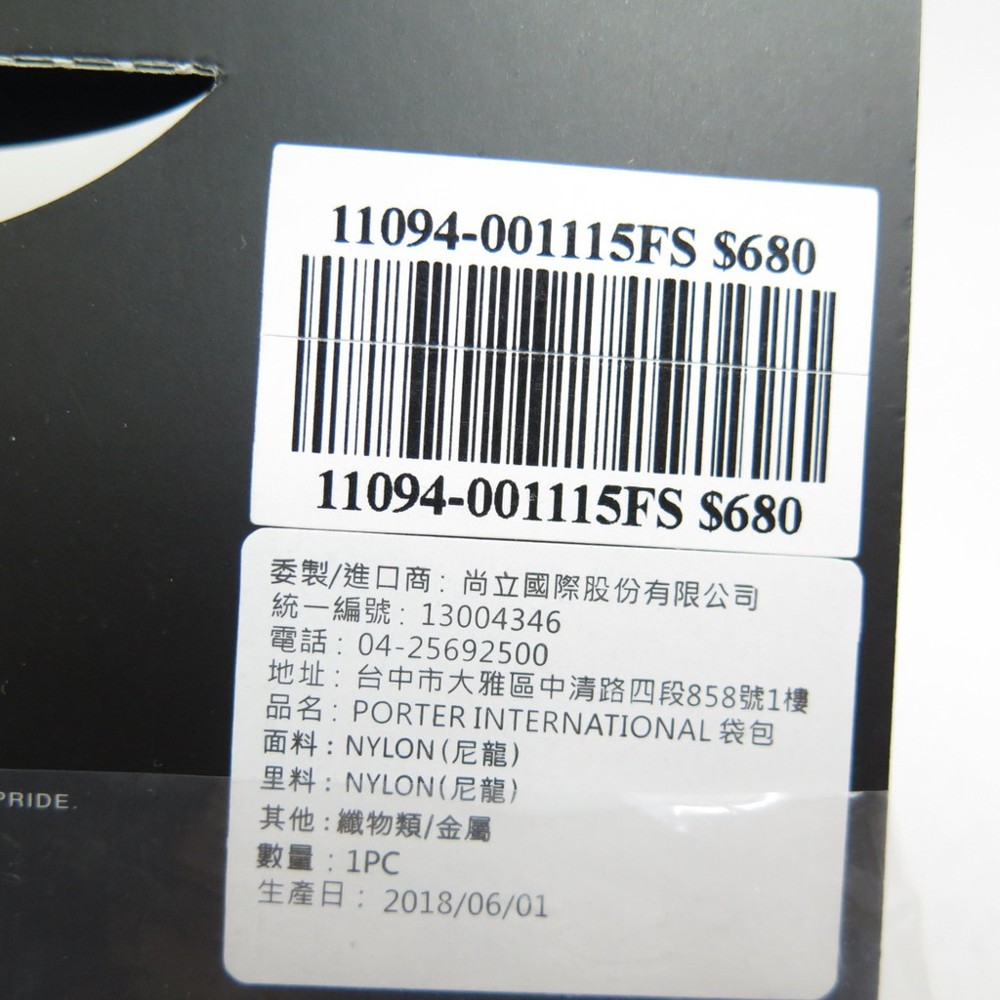 11094-001115FS $680
11094-001115FS $680
委製/進口商: 尚立國際股份有限公司
統一編號: 13004346
電話: 04-25692500
地址: 台中市大雅區中清路四段858號1樓
品名: PORTER INTERNATIONAL 袋包
面料: NYLON(尼龍)
里料: NYLON(尼龍)
其他:纖物類/金屬
數量: 1PC
生產日: 2018/06/01
PRIDE.